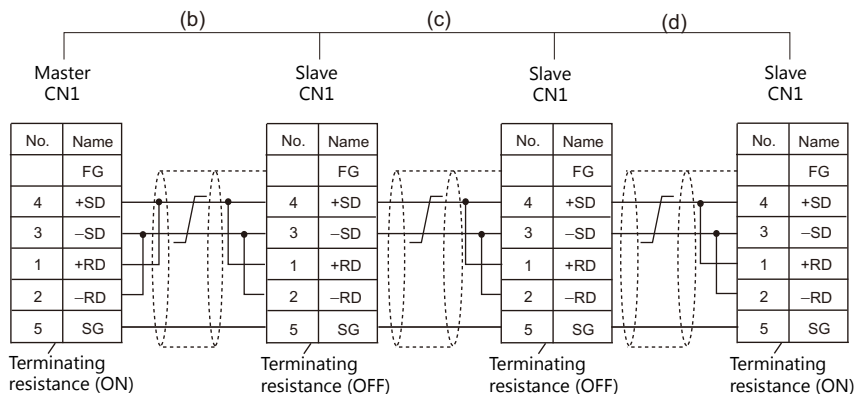 (b) (c) (d)
Master Slave Slave Slave
CN1 CN1 CN1 CN1
No. Name No. Name No. Name No. Name
FG FG FG FG
4 +SD 4 +SD 4 +SD 4 +SD
3 –SD 3 –SD 3 –SD 3 –SD
1 +RD 1 +RD 1 +RD 1 +RD
2 –RD 2 –RD 2 –RD 2 –RD
5 SG 5 SG 5 SG 5 SG
Terminating Terminating Terminating Terminating
resistance (ON) resistance (OFF) resistance (OFF) resistance (ON)